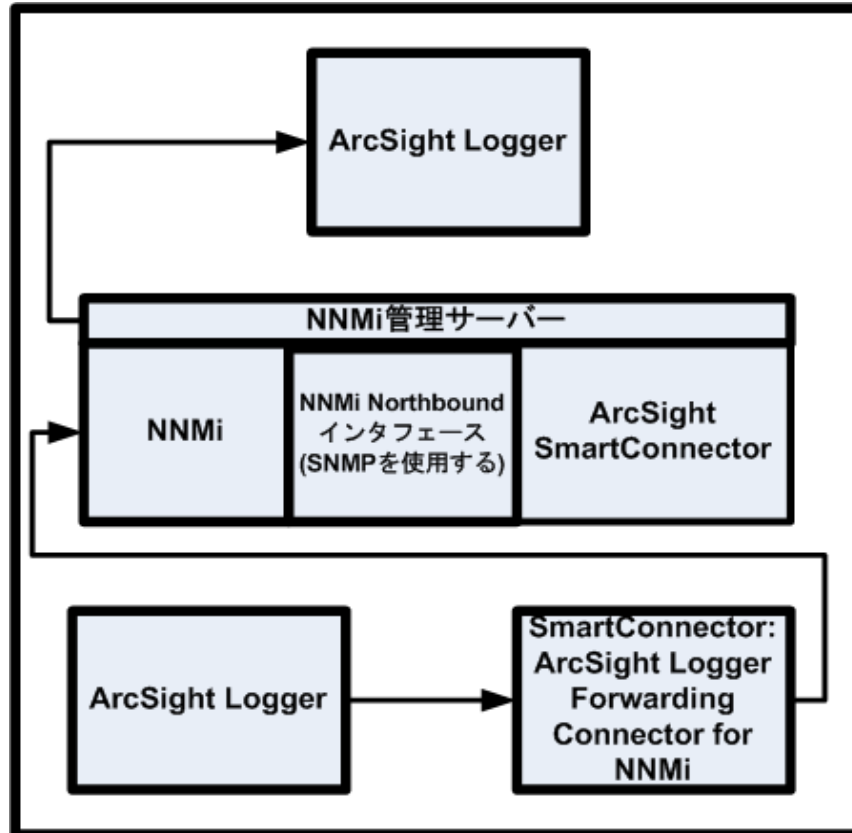 ArcSight Logger
NNMi管理サーバー
NNMi
NNMi Northbound
インタフェース
(SNMPを使用する)
ArcSight
SmartConnector
ArcSight Logger
SmartConnector:
ArcSight Logger
Forwarding
Connector for
NNMi